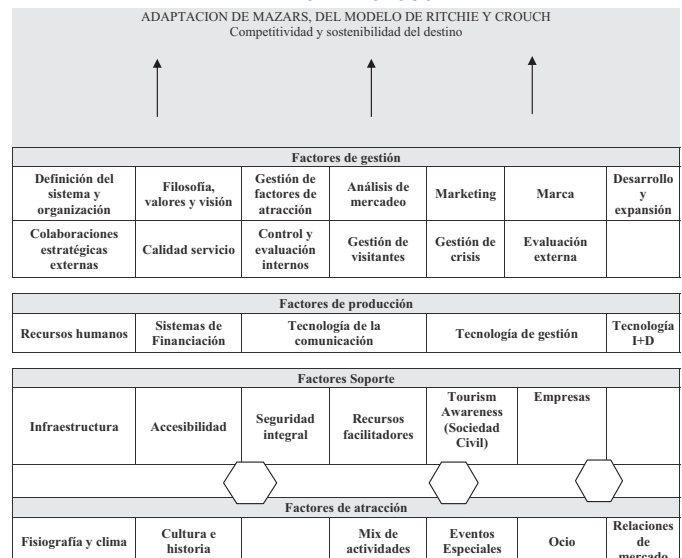 ADAPTACION DE MAZARS, DEL MODELO DE RITCHIE Y CROUCH
Competitividad y sostenibilidad del destino
Factores de gestión
Definición del sistema y organización
Filosofía, valores y visión
Gestión de factores de atracción
Análisis de mercadeo
Marketing
Marca
Desarrollo y expansión
Colaboraciones estratégicas externas
Calidad servicio
Control y evaluación internos
Gestión de visitantes
Gestión de crisis
Evaluación externa
Factores de producción
Recursos humanos
Sistemas de Financiación
Tecnología de la comunicación
Tecnología de gestión
Tecnología I+D
Factores Soporte
Infraestructura
Accesibilidad
Seguridad integral
Recursos facilitadores
Tourism Awareness (Sociedad Civil)
Empresas
Factores de atracción
Fisiografía y clima
Cultura e historia
Mix de actividades
Eventos Especiales
Ocio
Relaciones de mercado